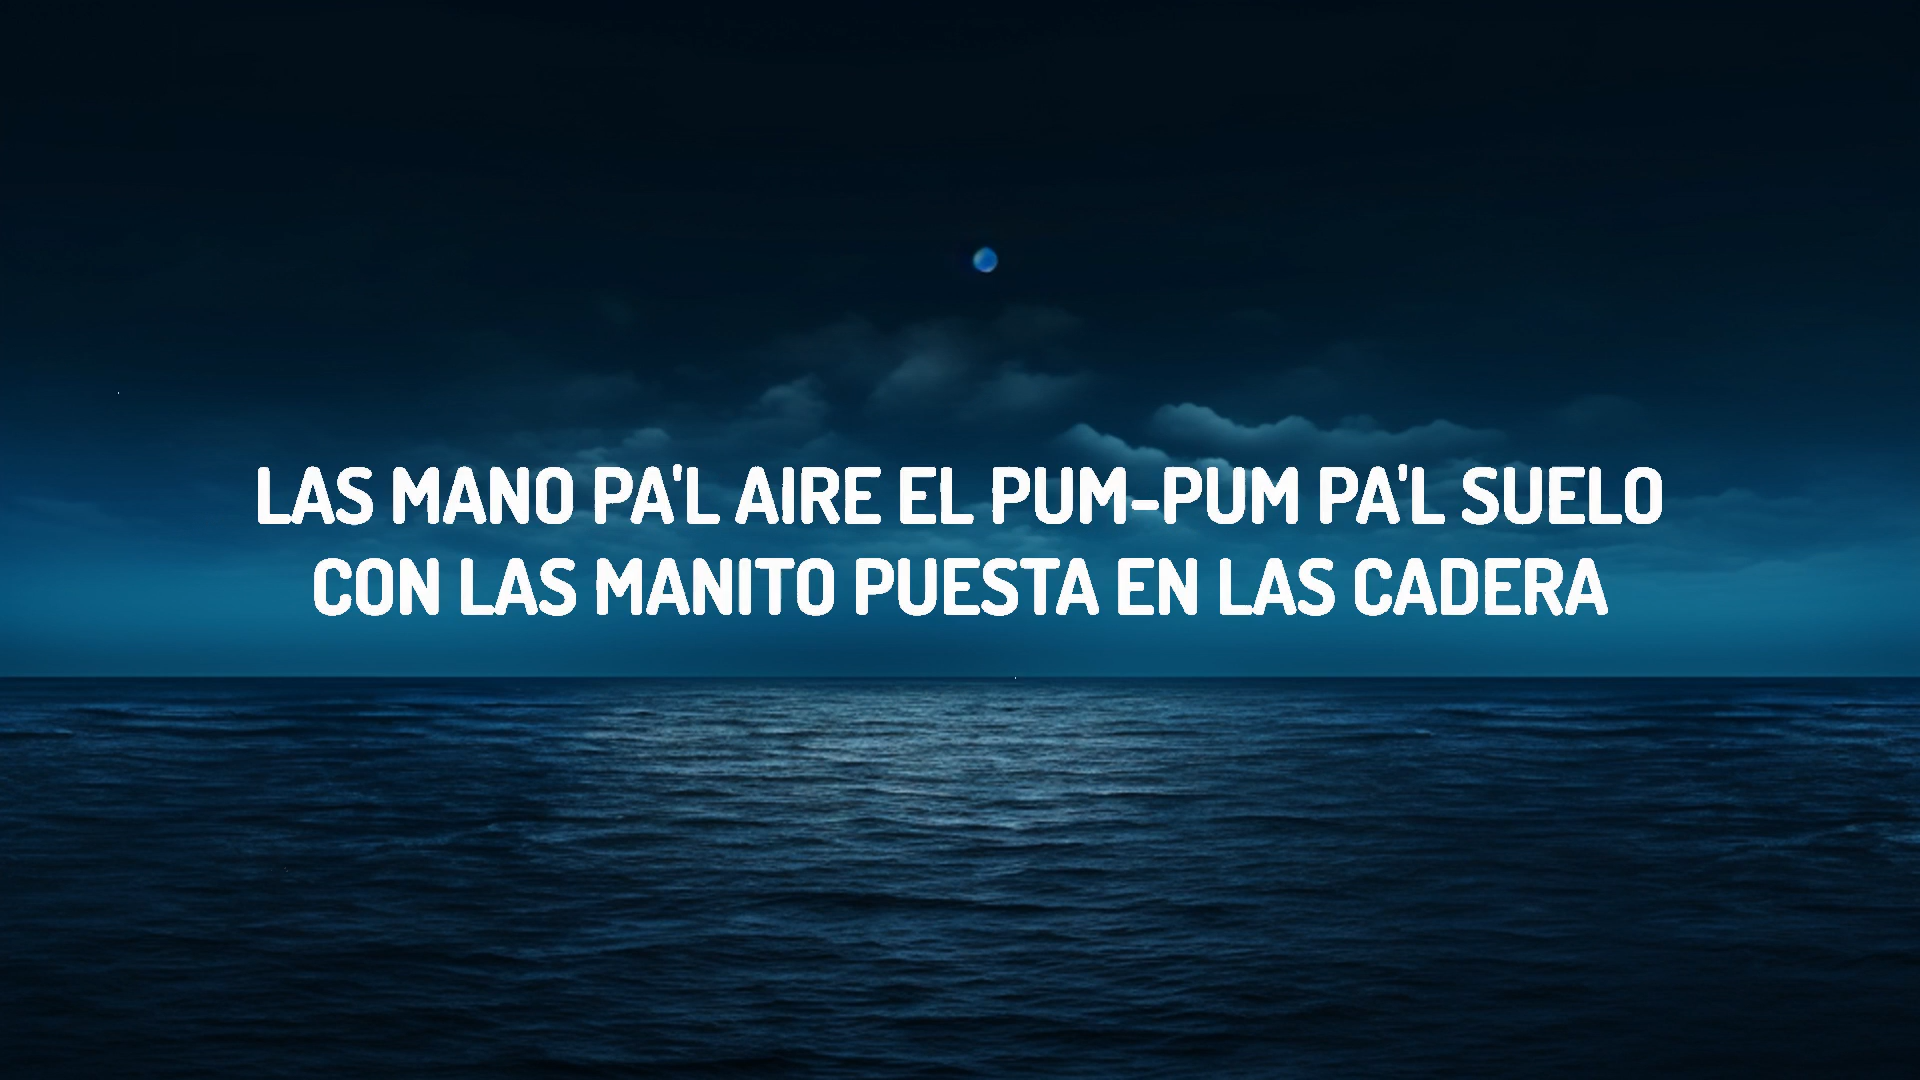 LAS MANO PA'L AIRE EL PUM-PUM PA'L SUELO
CON LAS MANITO PUESTA EN LAS CADERA